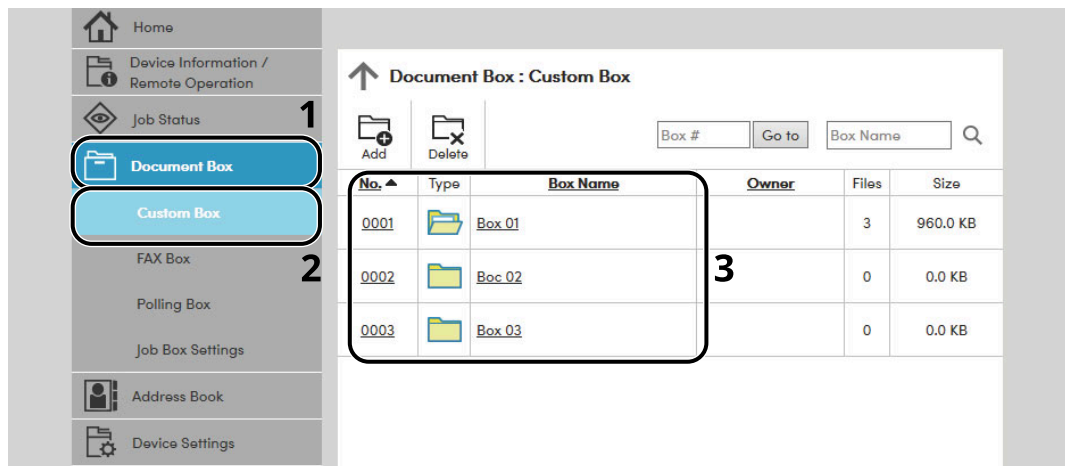 Home
Device Information /
Remote Operation
Job Status
1
Document Box
Custom Box
2
FAX Box
Polling Box
Job Box Settings
Address Book
Device Settings
Document Box : Custom Box
Add
Delete
Box #
Go to
Box Name
No. Type Box Name Owner Files Size
0001 Box 01 3 960.0 KB
3
0002 Boc 02 0 0.0 KB
0003 Box 03 0 0.0 KB